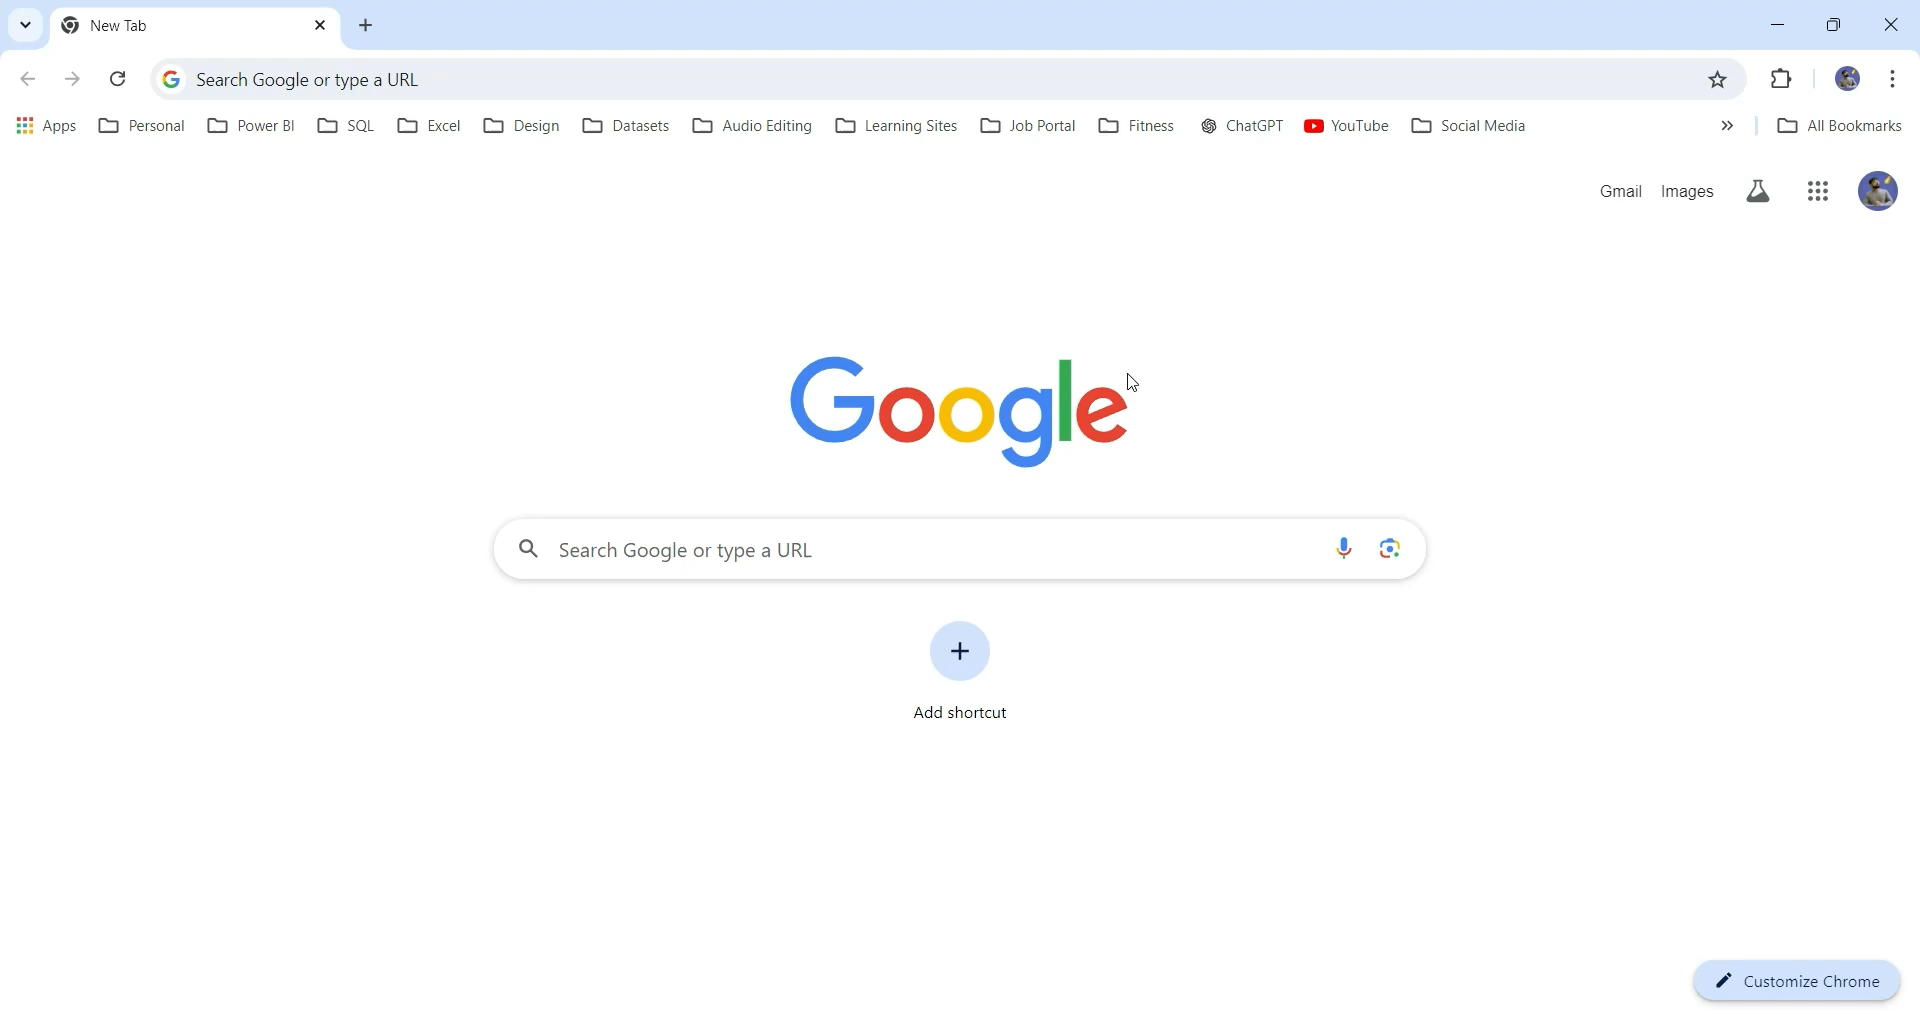 New Tab
Search Google or type a URL
Apps Personal Power BI SQL Excel Design Datasets Audio Editing Learning Sites Job Portal Fitness ChatGPT YouTube Social Media All Bookmarks
Gmail Images
Google
Search Google or type a URL
Add shortcut
Customize Chrome